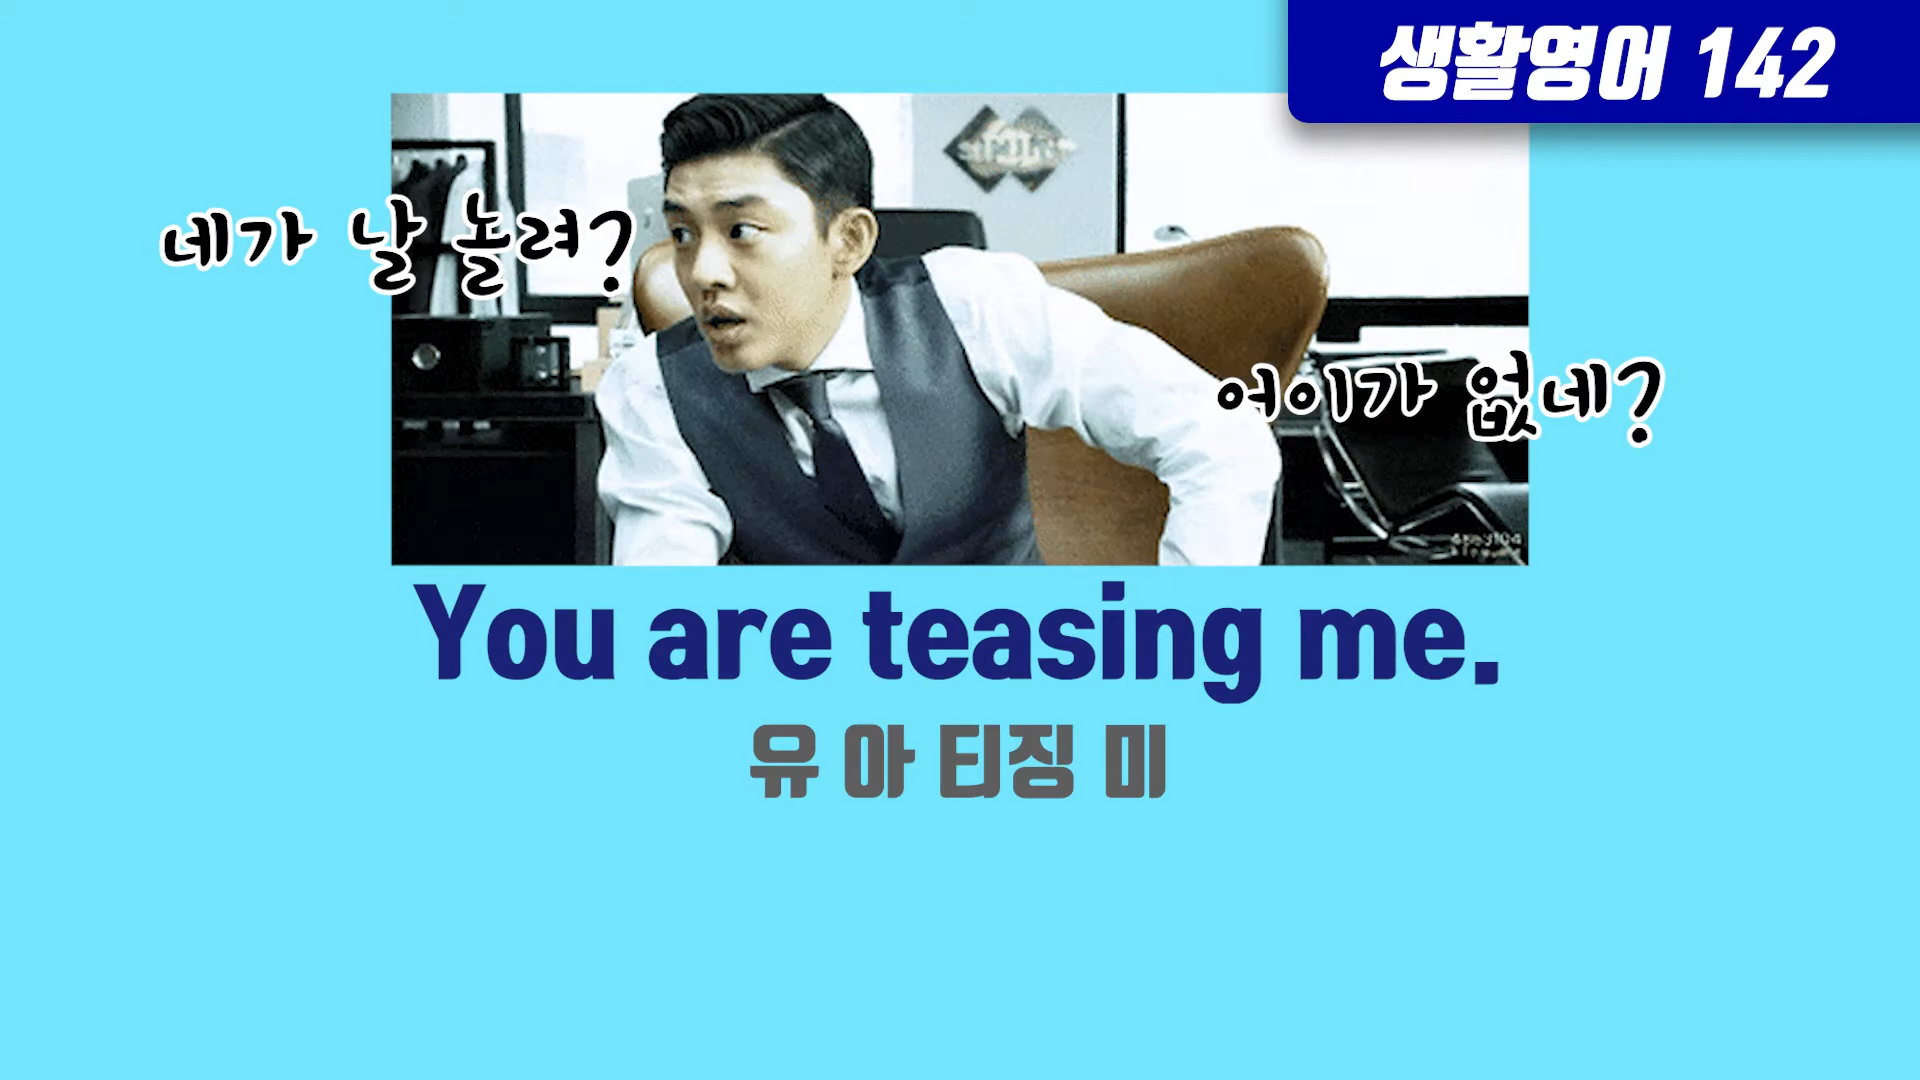 생활영어 142
네가 날 놀려?
어이가 없네?
You are teasing me.
유 아 티징 미